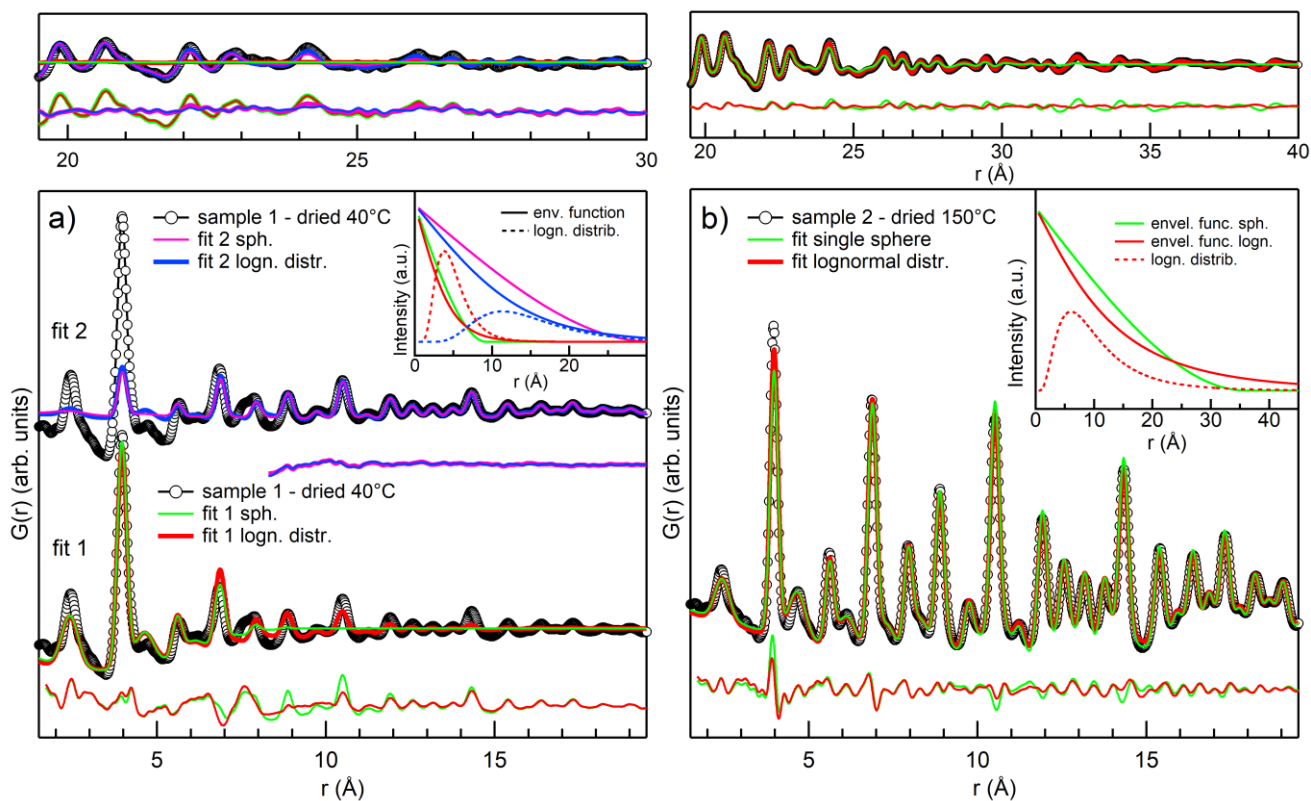 20 25 30
20 25 30 35 40
r (Å)
a)
sample 1 - dried 40°C
fit 2 sph.
fit 2 logn. distr.
env. function
logn. distrib.
Intensity (a.u.)
0 10 20
r (Å)
fit 2
sample 1 - dried 40°C
fit 1 sph.
fit 1 logn. distr.
fit 1
G(r) (arb. units)
5 10 15
r (Å)
b)
sample 2 - dried 150°C
fit single sphere
fit lognormal distr.
envel. func. sph.
envel. func. logn.
logn. distrib.
Intensity (a.u.)
0 10 20 30 40
r (Å)
G(r) (arb. units)
5 10 15
r (Å)